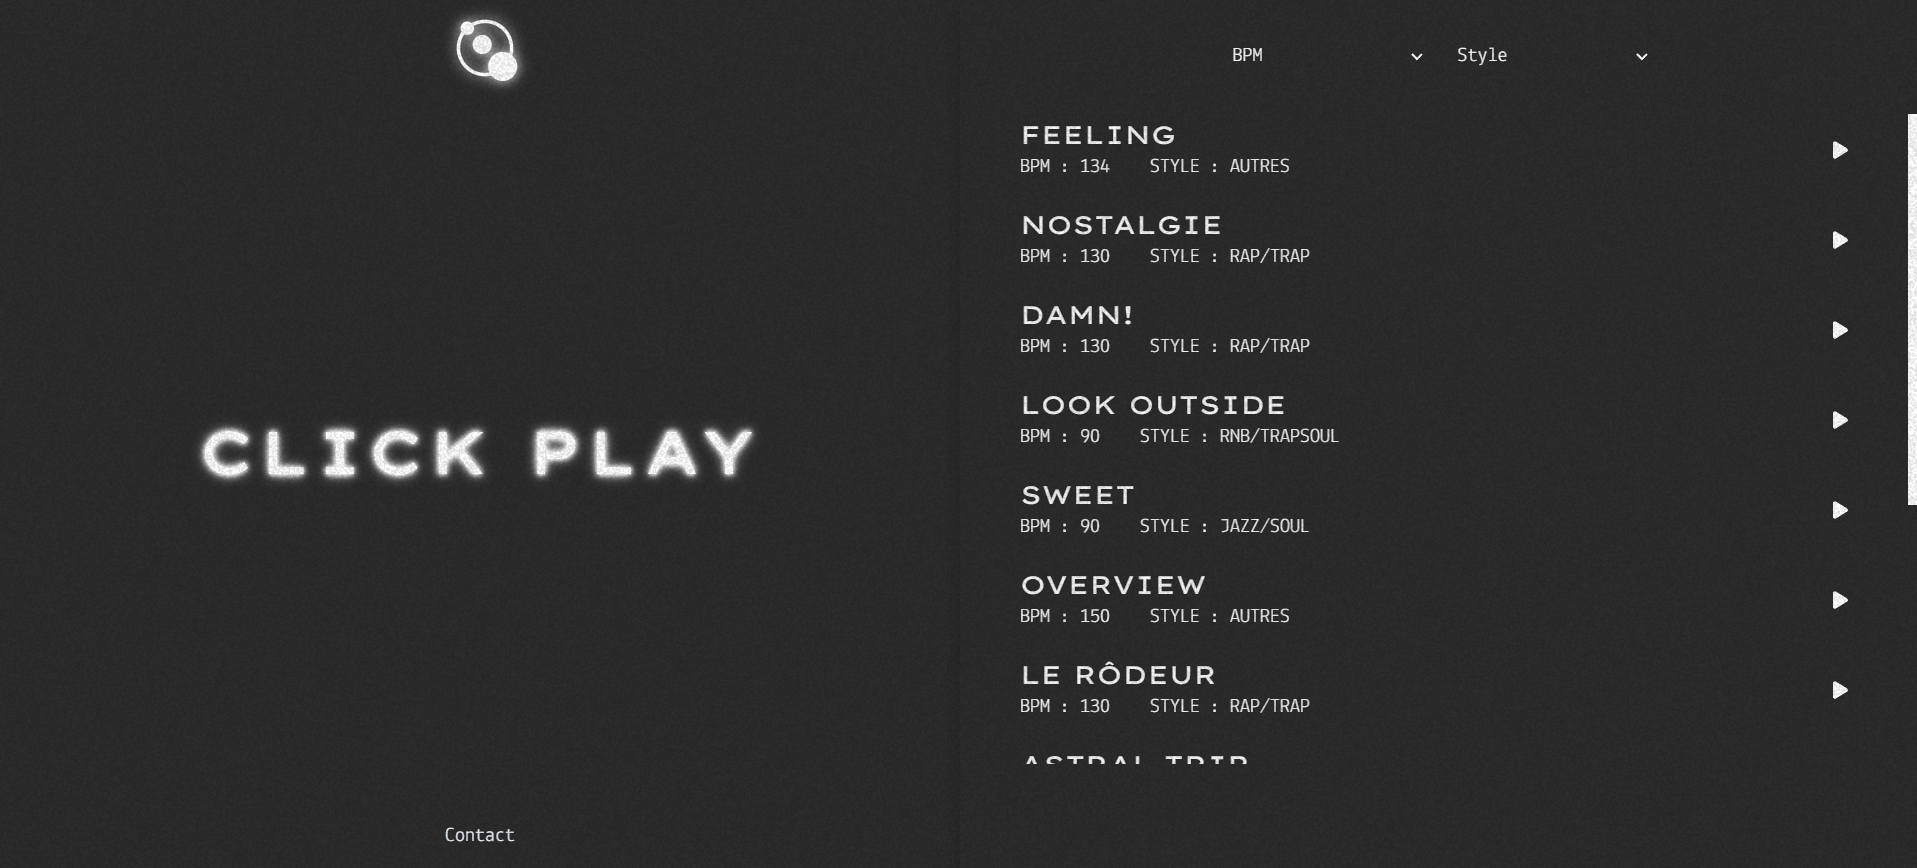 CLICK PLAY
Contact
BPM
Style
FEELING
BPM : 134 STYLE : AUTRES
NOSTALGIE
BPM : 130 STYLE : RAP/TRAP
DAMN!
BPM : 130 STYLE : RAP/TRAP
LOOK OUTSIDE
BPM : 90 STYLE : RNB/TRAPSOUL
SWEET
BPM : 90 STYLE : JAZZ/SOUL
OVERVIEW
BPM : 150 STYLE : AUTRES
LE RÔDEUR
BPM : 130 STYLE : RAP/TRAP
ASTRAL TRIP